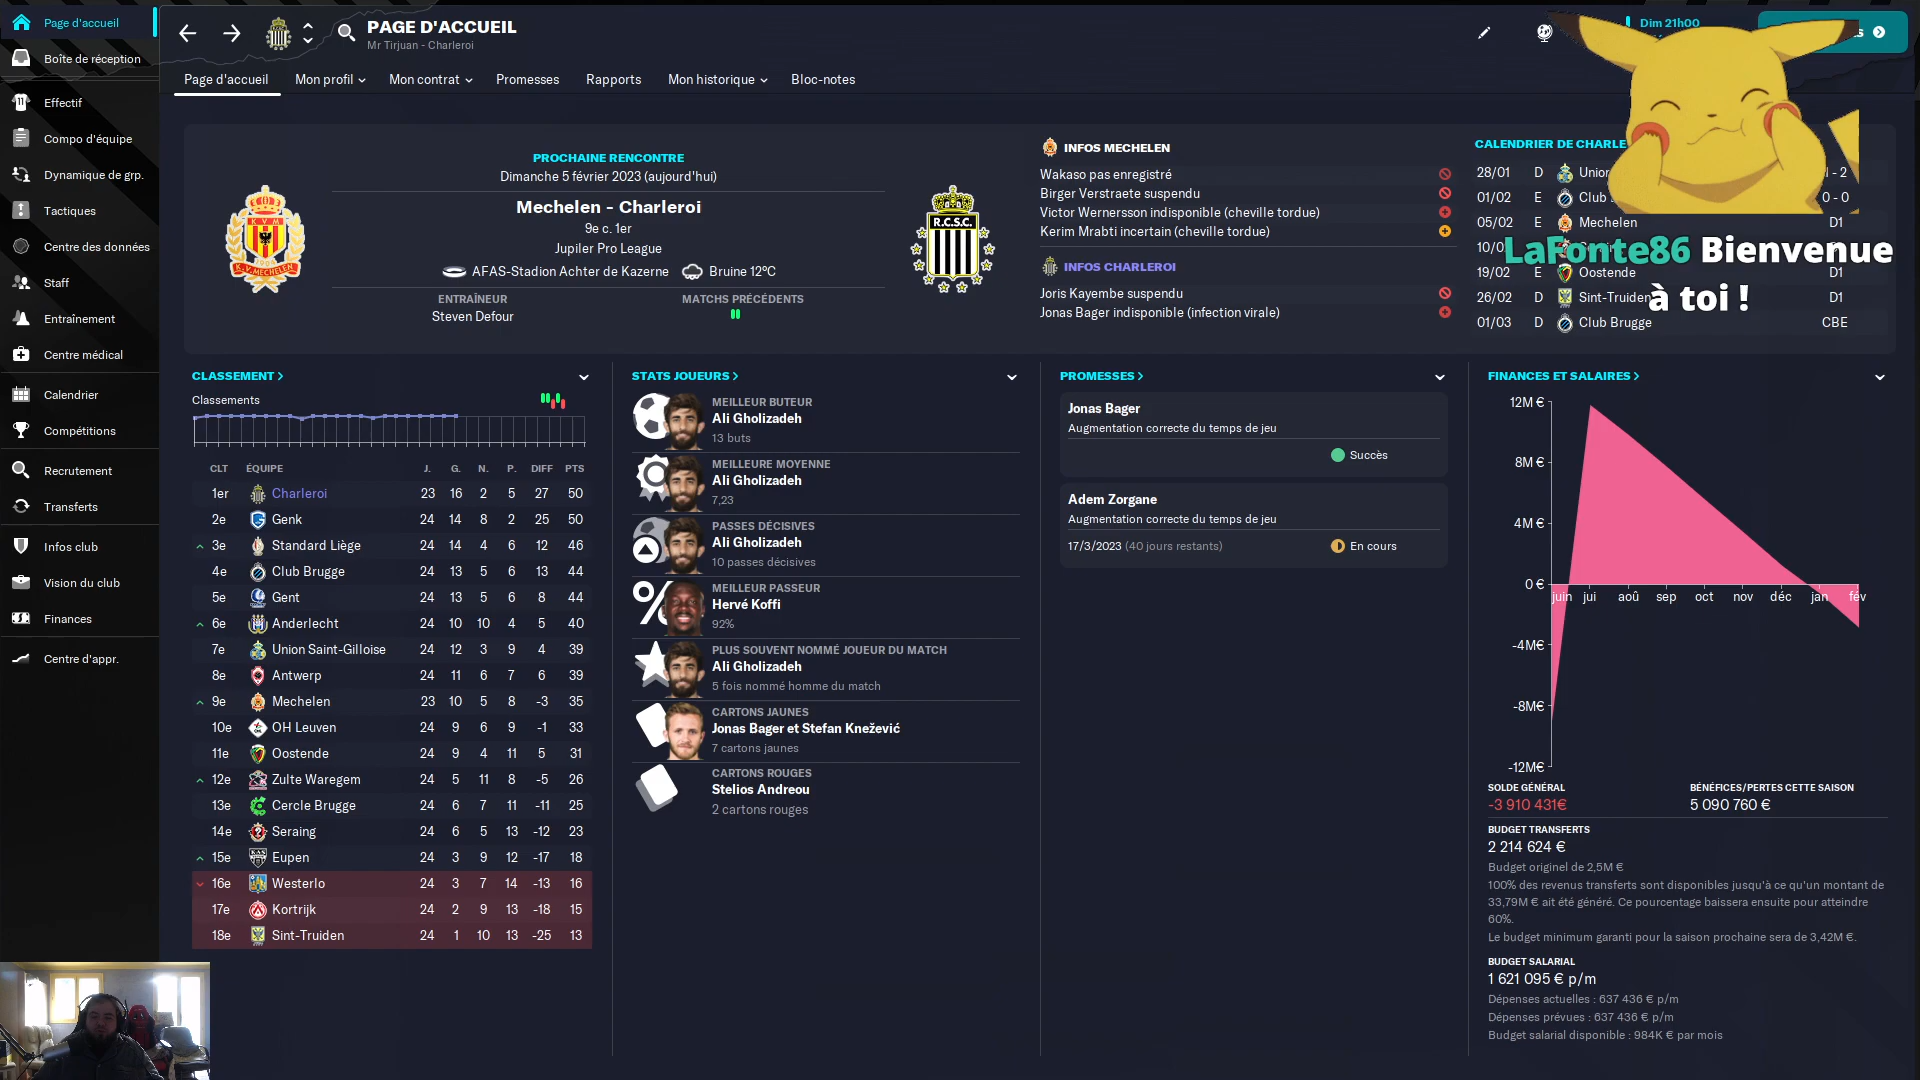 Page d'accueil
Boîte de réception
Effectif
Compo d'équipe
Dynamique de grp.
Tactiques
Centre des données
Staff
Entraînement
Centre médical
Calendrier
Compétitions
Recrutement
Transferts
Infos club
Vision du club
Finances
Centre d'appr.
PAGE D'ACCUEIL
Mr Tirjuan - Charleroi
Dim 21h00
Page d'accueil Mon profil Mon contrat Promesses Rapports Mon historique Bloc-notes
PROCHAINE RENCONTRE
Dimanche 5 février 2023 (aujourd'hui)
Mechelen - Charleroi
9e c. 1er
Jupiler Pro League
AFAS-Stadion Achter de Kazerne Bruine 12°C
ENTRAÎNEUR MATCHS PRÉCÉDENTS
Steven Defour
K.V. MECHELEN
R.C.S.C.
INFOS MECHELEN
Wakaso pas enregistré
Birger Verstraete suspendu
Victor Wernersson indisponible (cheville tordue)
Kerim Mrabti incertain (cheville tordue)
INFOS CHARLEROI
Joris Kayembe suspendu
Jonas Bager indisponible (infection virale)
CALENDRIER DE CHARLE
28/01 D Union - 2
01/02 E Club 0 - 0
05/02 E Mechelen D1
10/0
19/02 E Oostende D1
26/02 D Sint-Truiden D1
01/03 D Club Brugge CBE
LaFonte86 Bienvenue
à toi !
CLASSEMENT
Classements
CLT ÉQUIPE J. G. N. P. DIFF PTS
1er Charleroi 23 16 2 5 27 50
2e Genk 24 14 8 2 25 50
3e Standard Liège 24 14 4 6 12 46
4e Club Brugge 24 13 5 6 13 44
5e Gent 24 13 5 6 8 44
6e Anderlecht 24 10 10 4 5 40
7e Union Saint-Gilloise 24 12 3 9 4 39
8e Antwerp 24 11 6 7 6 39
9e Mechelen 23 10 5 8 -3 35
10e OH Leuven 24 9 6 9 -1 33
11e Oostende 24 9 4 11 5 31
12e Zulte Waregem 24 5 11 8 -5 26
13e Cercle Brugge 24 6 7 11 -11 25
14e Seraing 24 6 5 13 -12 23
15e Eupen 24 3 9 12 -17 18
16e Westerlo 24 3 7 14 -13 16
17e Kortrijk 24 2 9 13 -18 15
18e Sint-Truiden 24 1 10 13 -25 13
STATS JOUEURS
MEILLEUR BUTEUR
Ali Gholizadeh
13 buts
MEILLEURE MOYENNE
Ali Gholizadeh
7,23
PASSES DÉCISIVES
Ali Gholizadeh
10 passes décisives
MEILLEUR PASSEUR
Hervé Koffi
92%
PLUS SOUVENT NOMMÉ JOUEUR DU MATCH
Ali Gholizadeh
5 fois nommé homme du match
CARTONS JAUNES
Jonas Bager et Stefan Knežević
7 cartons jaunes
CARTONS ROUGES
Stelios Andreou
2 cartons rouges
PROMESSES
Jonas Bager
Augmentation correcte du temps de jeu
Succès
Adem Zorgane
Augmentation correcte du temps de jeu
17/3/2023 (40 jours restants) En cours
FINANCES ET SALAIRES
12M €
8M €
4M €
0 €
-4M€
-8M€
-12M€
juin jui aoû sep oct nov déc jan fév
SOLDE GÉNÉRAL BÉNÉFICES/PERTES CETTE SAISON
-3 910 431€ 5 090 760 €
BUDGET TRANSFERTS
2 214 624 €
Budget originel de 2,5M €
100% des revenus transferts sont disponibles jusqu'à ce qu'un montant de
33,79M € ait été généré. Ce pourcentage baissera ensuite pour atteindre
60%.
Le budget minimum garanti pour la saison prochaine sera de 3,42M €.
BUDGET SALARIAL
1 621 095 € p/m
Dépenses actuelles : 637 436 € p/m
Dépenses prévues : 637 436 € p/m
Budget salarial disponible : 984K € par mois